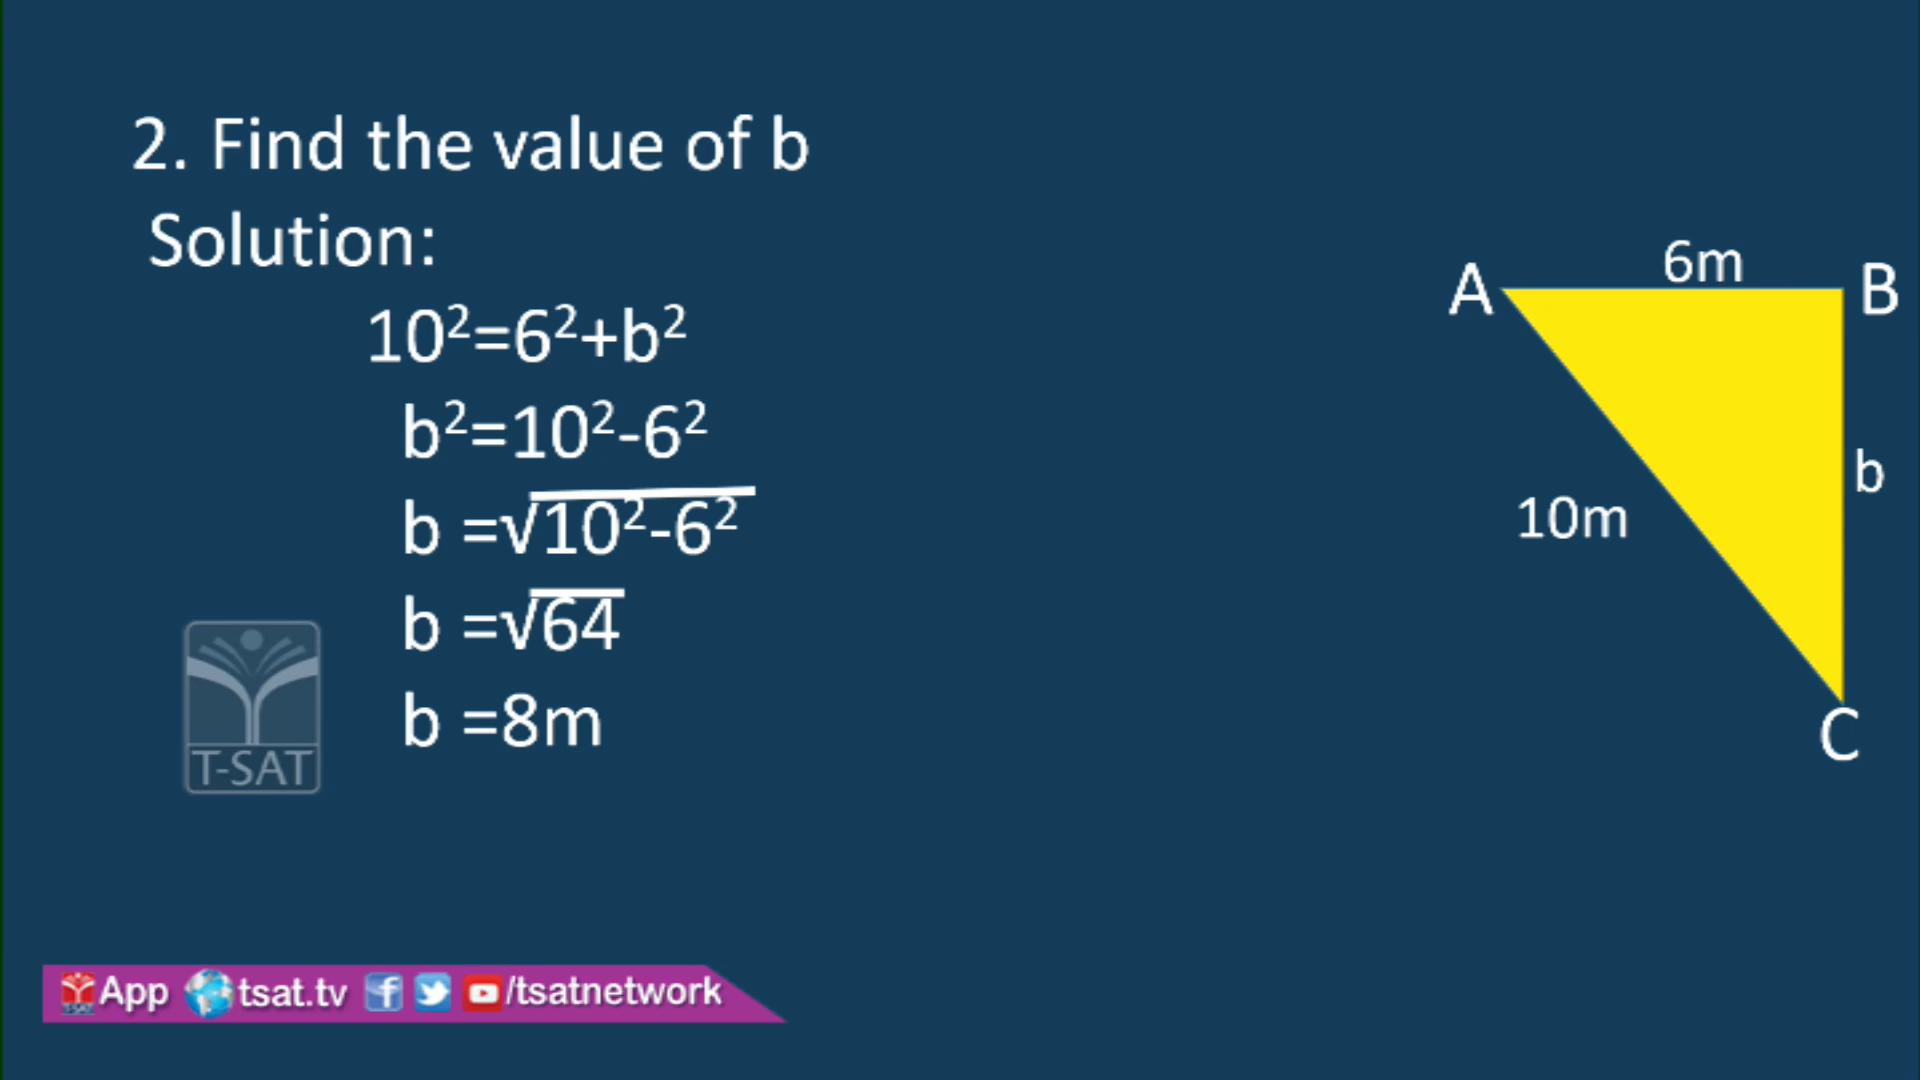 2. Find the value of b
Solution:
10²=6²+b²
b²=10²-6²
b =√10²-6²
b =√64
b =8m
6m
A
B
b
10m
C
T-SAT
App tsat.tv /tsatnetwork